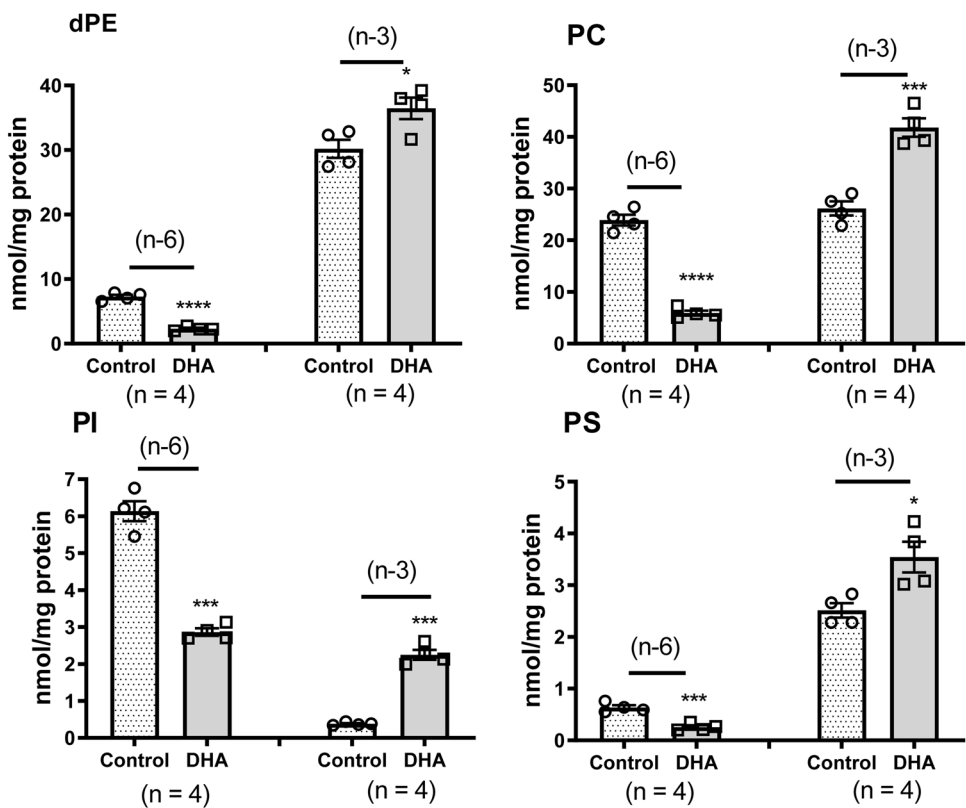 dPE
(n-3)
*
(n-6)
****
nmol/mg protein
40
30
20
10
0
Control DHA Control DHA
(n = 4) (n = 4)
PC
(n-3)
***
(n-6)
****
nmol/mg protein
50
40
30
20
10
0
Control DHA Control DHA
(n = 4) (n = 4)
PI
(n-6)
***
(n-3)
***
nmol/mg protein
7
6
5
4
3
2
1
0
Control DHA Control DHA
(n = 4) (n = 4)
PS
(n-3)
*
(n-6)
***
nmol/mg protein
5
4
3
2
1
0
Control DHA Control DHA
(n = 4) (n = 4)